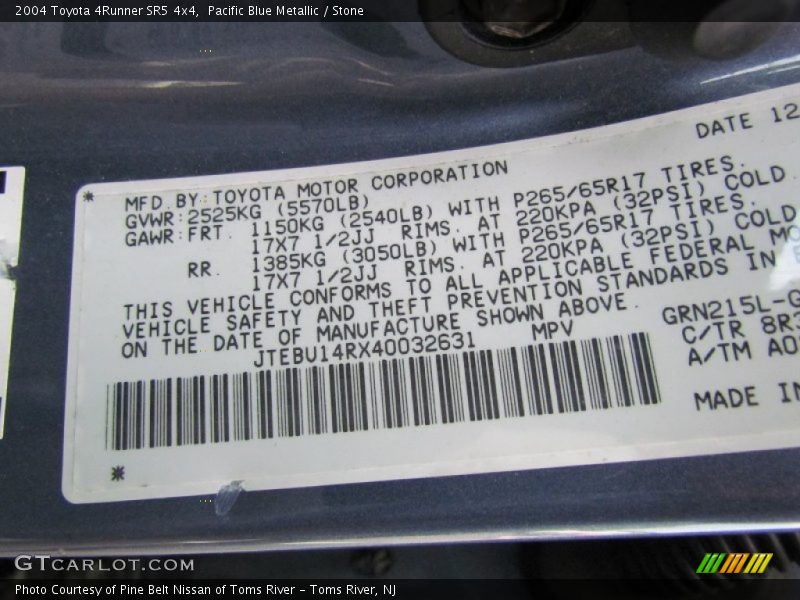 2004 Toyota 4Runner SR5 4x4, Pacific Blue Metallic / Stone
DATE 12
* MFD BY: TOYOTA MOTOR CORPORATION
GVWR: 2525KG (5570LB)
GAWR: FRT. 1150KG (2540LB) WITH P265/65R17 TIRES.
17X7 1/2JJ RIMS. AT 220KPA (32PSI) COLD
RR. 1385KG (3050LB) WITH P265/65R17 TIRES.
17X7 1/2JJ RIMS. AT 220KPA (32PSI) COLD
THIS VEHICLE CONFORMS TO ALL APPLICABLE FEDERAL MO
VEHICLE SAFETY AND THEFT PREVENTION STANDARDS IN
ON THE DATE OF MANUFACTURE SHOWN ABOVE.
JTEBU14RX40032631 MPV
GRN215L-G
C/TR 8R3
A/TM A0
MADE IN
*
GTCARLOT.COM
Photo Courtesy of Pine Belt Nissan of Toms River - Toms River, NJ